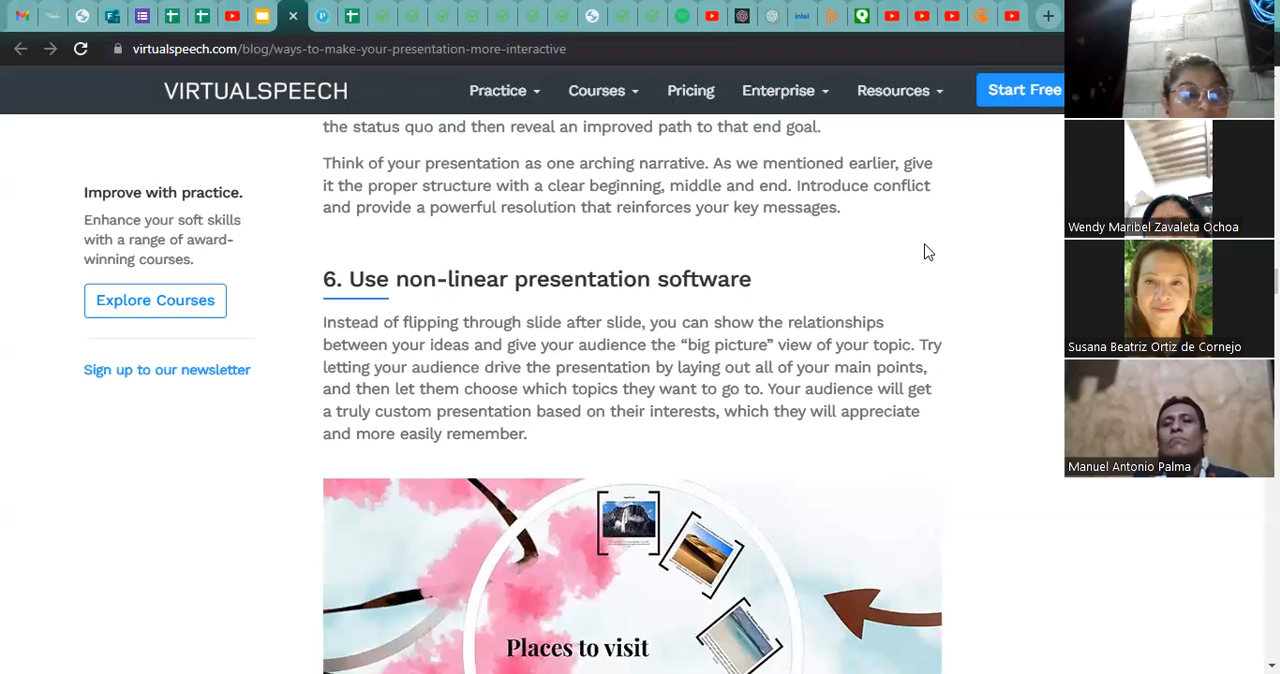 virtualspeech.com/blog/ways-to-make-your-presentation-more-interactive
VIRTUALSPEECH
Practice
Courses
Pricing
Enterprise
Resources
Start Free
the status quo and then reveal an improved path to that end goal.
Think of your presentation as one arching narrative. As we mentioned earlier, give
it the proper structure with a clear beginning, middle and end. Introduce conflict
and provide a powerful resolution that reinforces your key messages.
Improve with practice.
Enhance your soft skills
with a range of award-
winning courses.
Explore Courses
Sign up to our newsletter
6. Use non-linear presentation software
Instead of flipping through slide after slide, you can show the relationships
between your ideas and give your audience the “big picture” view of your topic. Try
letting your audience drive the presentation by laying out all of your main points,
and then let them choose which topics they want to go to. Your audience will get
a truly custom presentation based on their interests, which they will appreciate
and more easily remember.
Places to visit
Wendy Maribel Zavaleta Ochoa
Susana Beatriz Ortiz de Cornejo
Manuel Antonio Palma